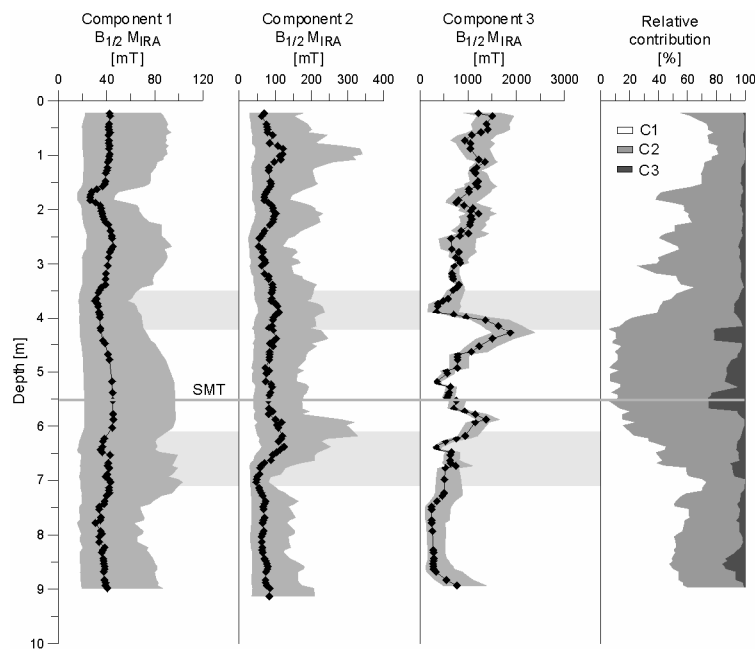 Component 1
B1/2 MIRA
[mT]
Component 2
B1/2 MIRA
[mT]
Component 3
B1/2 MIRA
[mT]
Relative
contribution
[%]
0 40 80 120
0 100 200 300 400
0 1000 2000 3000
0 20 40 60 80 100
Depth [m]
0
1
2
3
4
5
6
7
8
9
10
SMT
C1
C2
C3